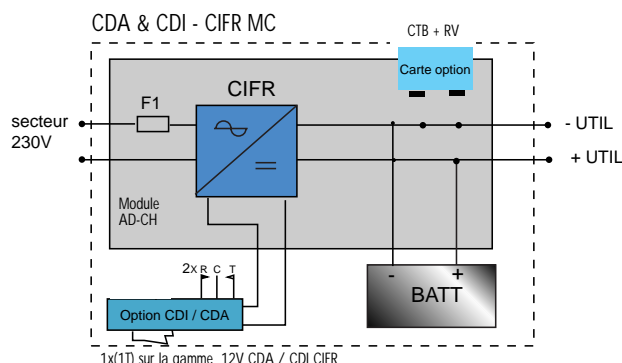 CDA & CDI - CIFR MC
CTB + RV
Carte option
CIFR
F1
secteur
230V
- UTIL
+ UTIL
Module
AD-CH
2x R C T
- +
BATT
Option CDI / CDA
1x(1T) sur la gamme 12V CDA / CDI CIFR